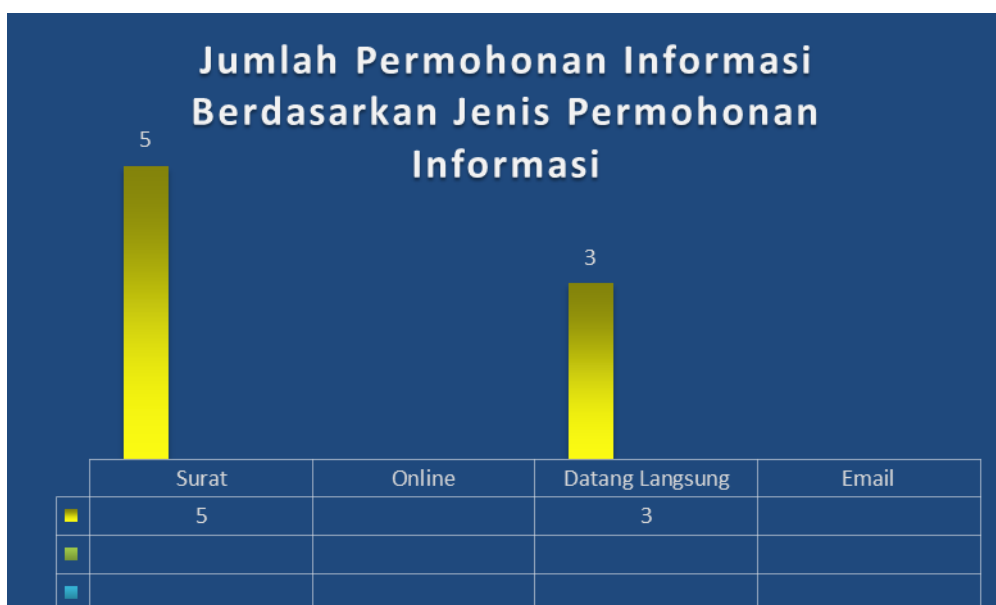 Jumlah Permohonan Informasi
Berdasarkan Jenis Permohonan
Informasi
5
3
Surat Online Datang Langsung Email
5 3